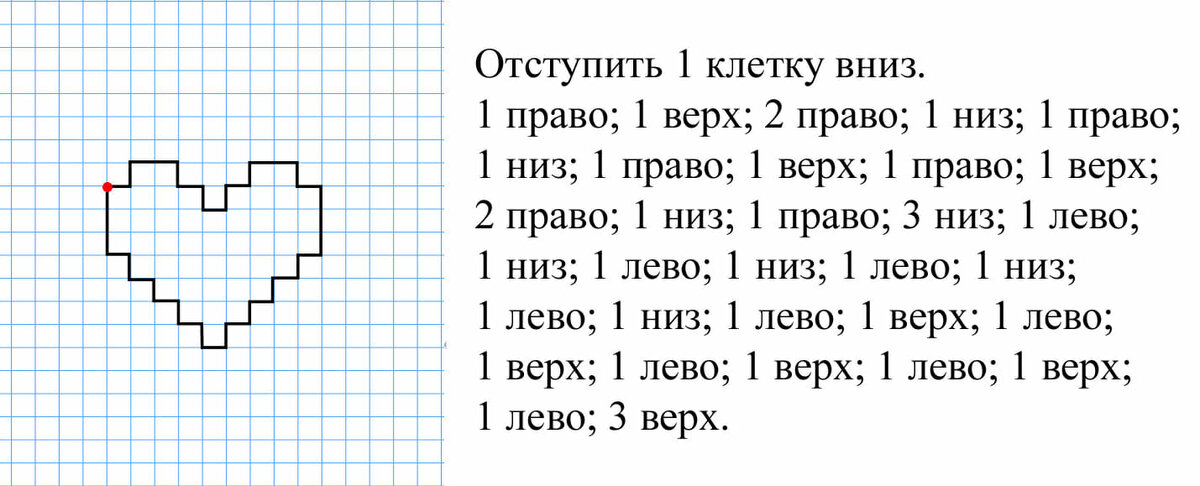 Отступить 1 клетку вниз.
1 право; 1 верх; 2 право; 1 низ; 1 право;
1 низ; 1 право; 1 верх; 1 право; 1 верх;
2 право; 1 низ; 1 право; 3 низ; 1 лево;
1 низ; 1 лево; 1 низ; 1 лево; 1 низ;
1 лево; 1 низ; 1 лево; 1 верх; 1 лево;
1 верх; 1 лево; 1 верх; 1 лево; 1 верх;
1 лево; 3 верх.